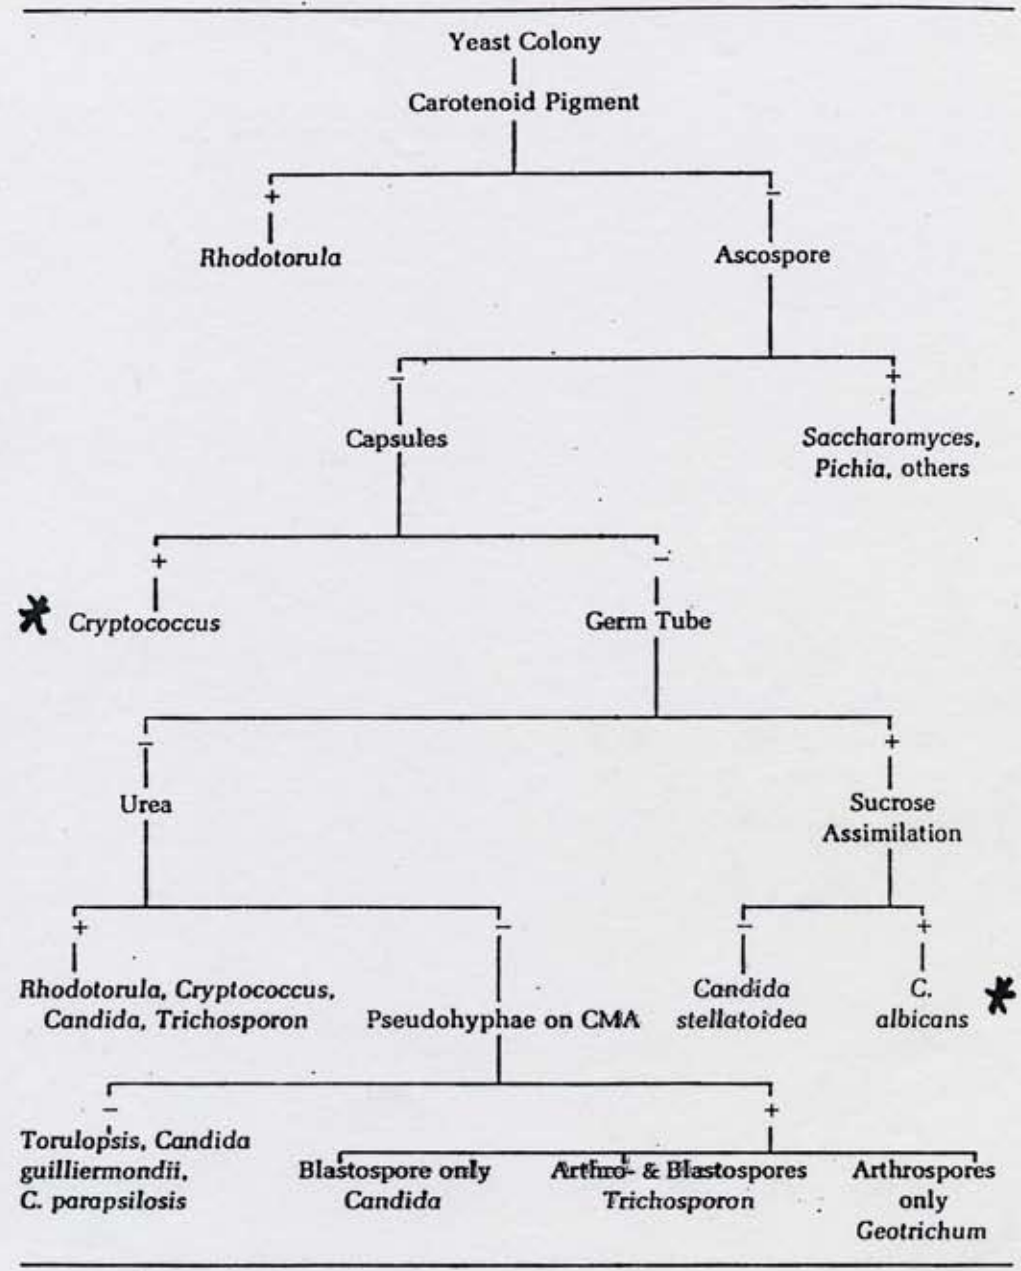 Yeast Colony
Carotenoid Pigment
+
−
Rhodotorula
Ascospore
−
+
Capsules
Saccharomyces,
Pichia, others
+
−
Cryptococcus
Germ Tube
−
+
Urea
Sucrose
Assimilation
+
−
−
+
Rhodotorula, Cryptococcus,
Candida, Trichosporon
Pseudohyphae on CMA
Candida
stellatoidea
C.
albicans
−
+
Torulopsis, Candida
guilliermondii,
C. parapsilosis
Blastospore only
Candida
Arthro- & Blastospores
Trichosporon
Arthrospores
only
Geotrichum